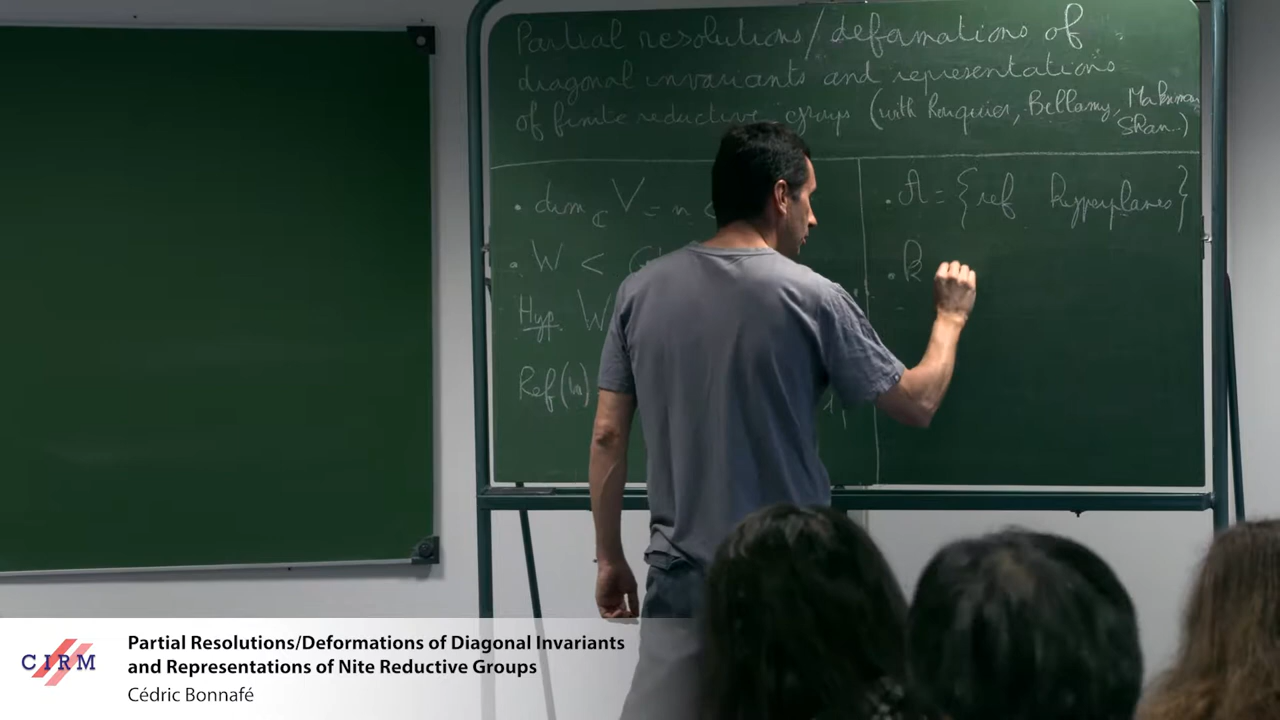 Partial resolutions/deformations of
diagonal invariants and representations
of finite reductive groups (with Rouquier, Bellamy, Maksimau
Shan)
• dim_ℂ V = n <
• W <
Hyp. W
Ref(W)
• 𝒜 = {ref hyperplanes}
• k
CIRM
Partial Resolutions/Deformations of Diagonal Invariants
and Representations of Nite Reductive Groups
Cédric Bonnafé